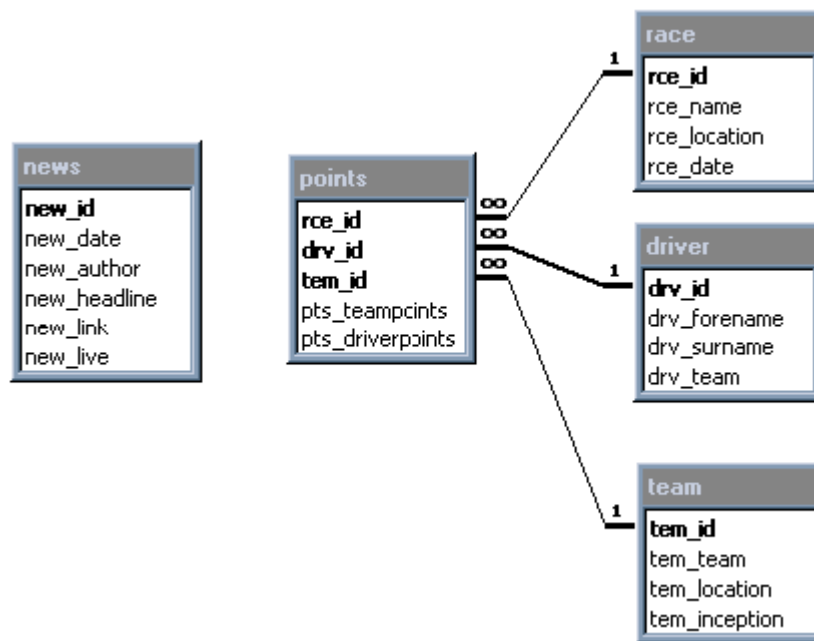 news
new_id
new_date
new_author
new_headline
new_link
new_live
points
rce_id
drv_id
tem_id
pts_teampoints
pts_driverpoints
∞
∞
∞
1
race
rce_id
rce_name
rce_location
rce_date
1
driver
drv_id
drv_forename
drv_surname
drv_team
1
team
tem_id
tem_team
tem_location
tem_inception